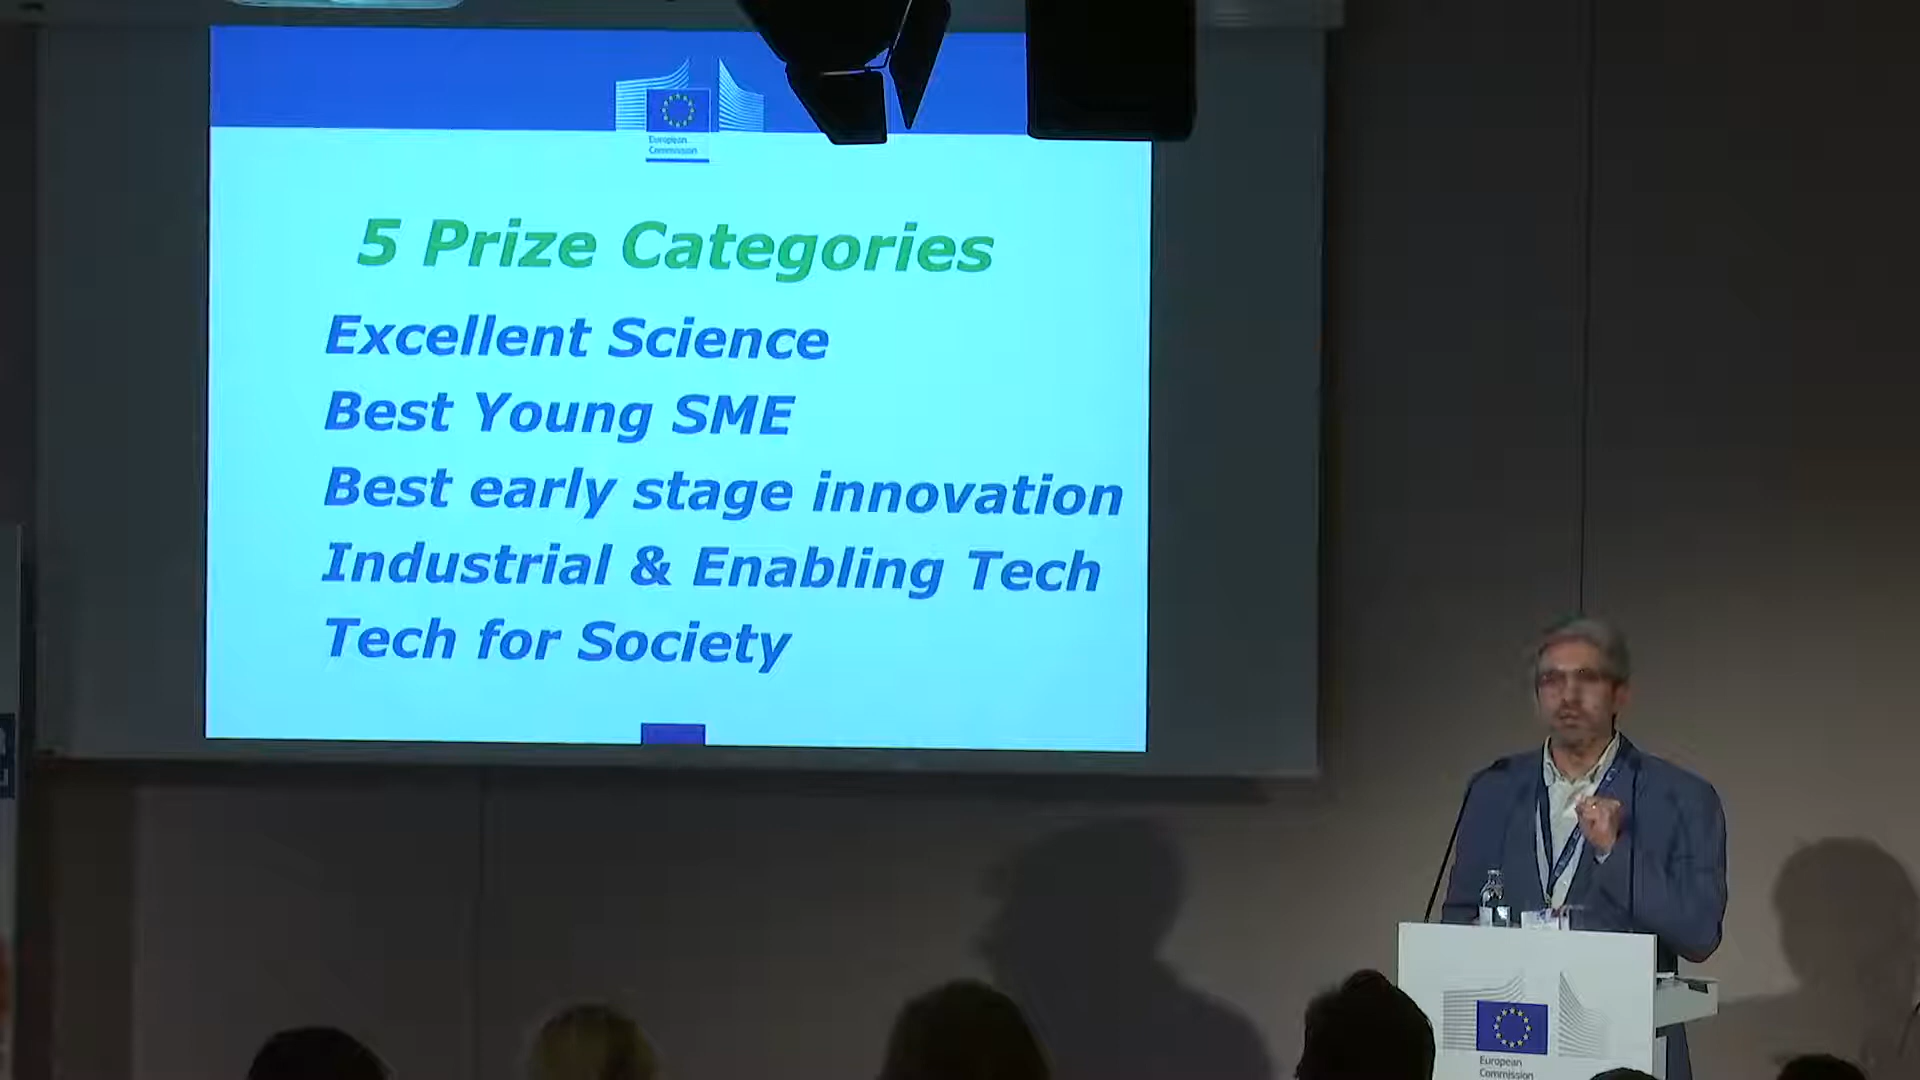 European
Commission
5 Prize Categories
Excellent Science
Best Young SME
Best early stage innovation
Industrial & Enabling Tech
Tech for Society
European
Commission